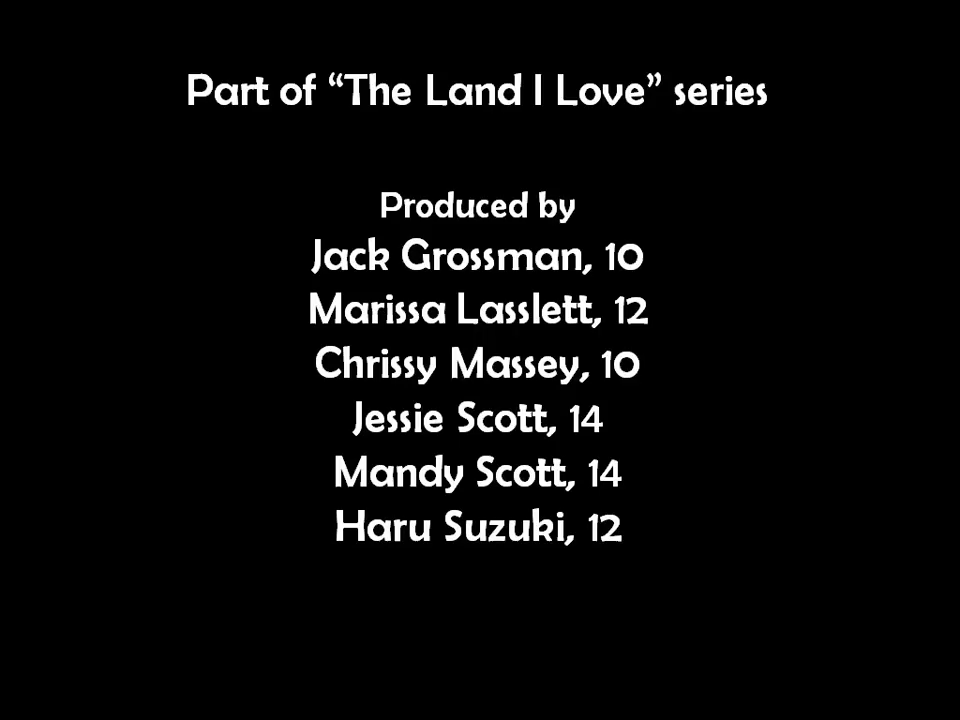 Part of “The Land I Love” series
Produced by
Jack Grossman, 10
Marissa Lasslett, 12
Chrissy Massey, 10
Jessie Scott, 14
Mandy Scott, 14
Haru Suzuki, 12